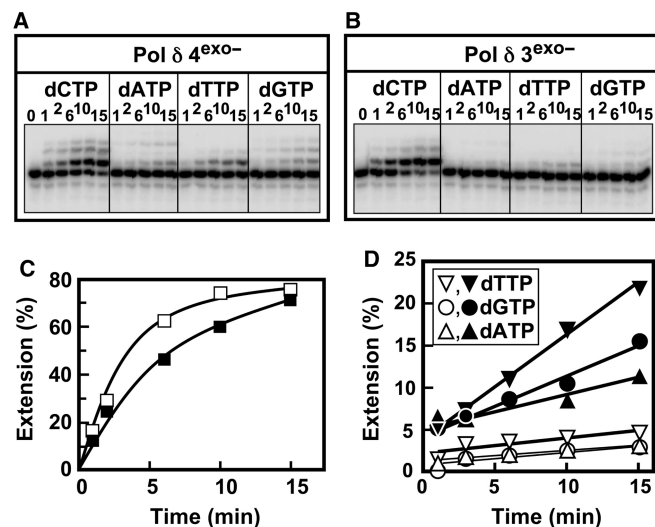 A
Pol δ 4exo–
dCTP dATP dTTP dGTP
0 1 2 6 10 15 1 2 6 10 15 1 2 6 10 15 1 2 6 10 15
B
Pol δ 3exo–
dCTP dATP dTTP dGTP
0 1 2 6 10 15 1 2 6 10 15 1 2 6 10 15 1 2 6 10 15
C
Extension (%)
80
60
40
20
0
0 5 10 15
Time (min)
D
Extension (%)
25
20
15
10
5
0
,dTTP
,dGTP
,dATP
0 5 10 15
Time (min)